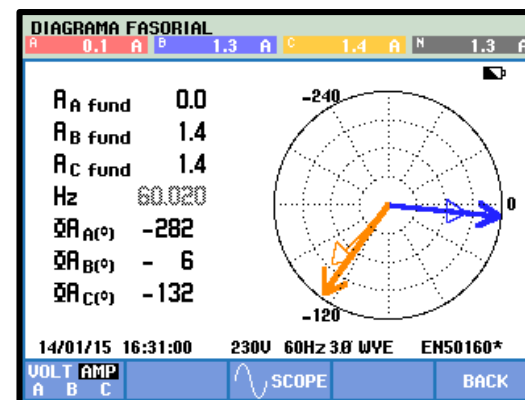 DIAGRAMA FASORIAL
A 0.1 A B 1.3 A C 1.4 A N 1.3 A
A A fund 0.0
A B fund 1.4
A C fund 1.4
Hz 60.020
ΦA A(°) -282
ΦA B(°) - 6
ΦA C(°) -132
-240
0
-120
14/01/15 16:31:00 230V 60Hz 3Ø WYE EN50160*
VOLT AMP
A B C
SCOPE
BACK